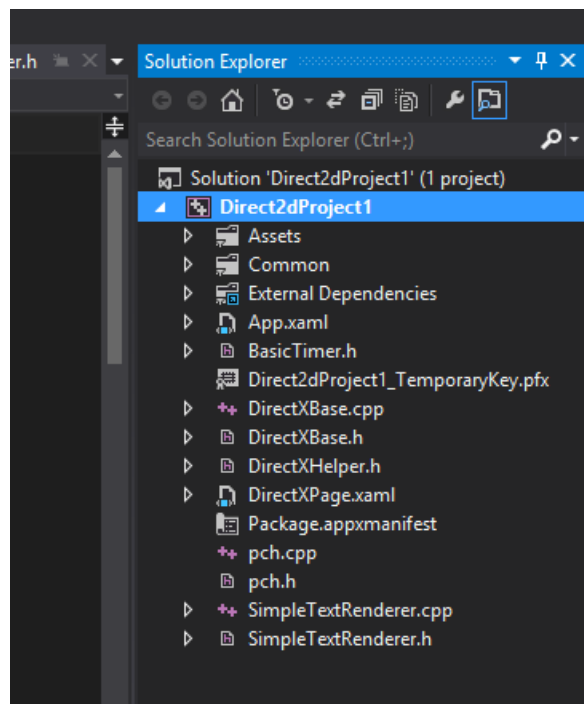 er.h
Solution Explorer
Search Solution Explorer (Ctrl+;)
Solution 'Direct2dProject1' (1 project)
Direct2dProject1
Assets
Common
External Dependencies
App.xaml
BasicTimer.h
Direct2dProject1_TemporaryKey.pfx
DirectXBase.cpp
DirectXBase.h
DirectXHelper.h
DirectXPage.xaml
Package.appxmanifest
pch.cpp
pch.h
SimpleTextRenderer.cpp
SimpleTextRenderer.h